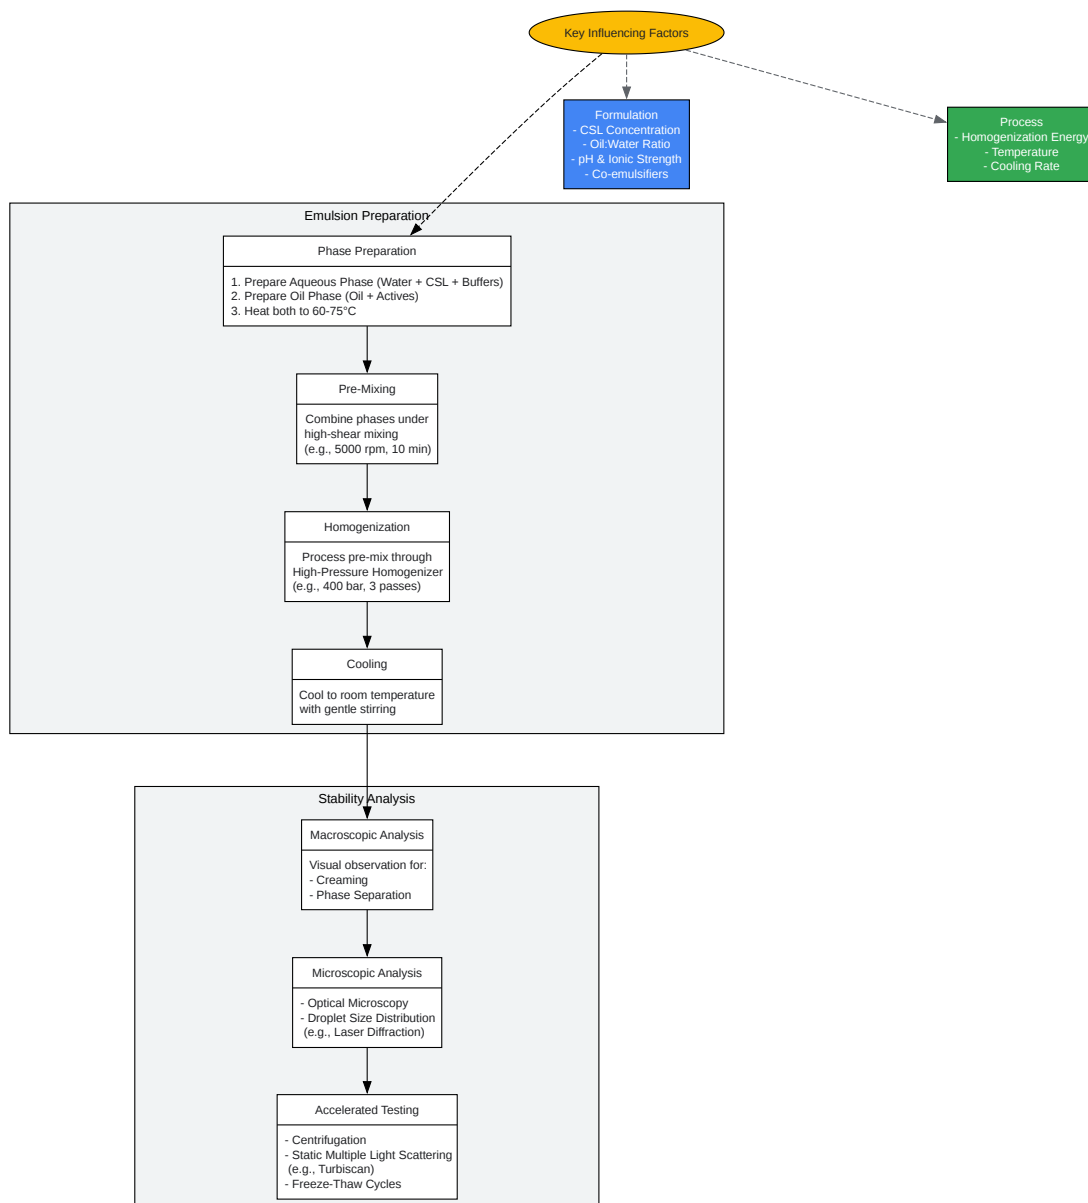 Key Influencing Factors
Formulation
- CSL Concentration
- Oil:Water Ratio
- pH & Ionic Strength
- Co-emulsifiers
Process
- Homogenization Energy
- Temperature
- Cooling Rate
Emulsion Preparation
Phase Preparation
1. Prepare Aqueous Phase (Water + CSL + Buffers)
2. Prepare Oil Phase (Oil + Actives)
3. Heat both to 60-75°C
Pre-Mixing
Combine phases under
high-shear mixing
(e.g., 5000 rpm, 10 min)
Homogenization
Process pre-mix through
High-Pressure Homogenizer
(e.g., 400 bar, 3 passes)
Cooling
Cool to room temperature
with gentle stirring
Stability Analysis
Macroscopic Analysis
Visual observation for:
- Creaming
- Phase Separation
Microscopic Analysis
- Optical Microscopy
- Droplet Size Distribution
(e.g., Laser Diffraction)
Accelerated Testing
- Centrifugation
- Static Multiple Light Scattering
(e.g., Turbiscan)
- Freeze-Thaw Cycles